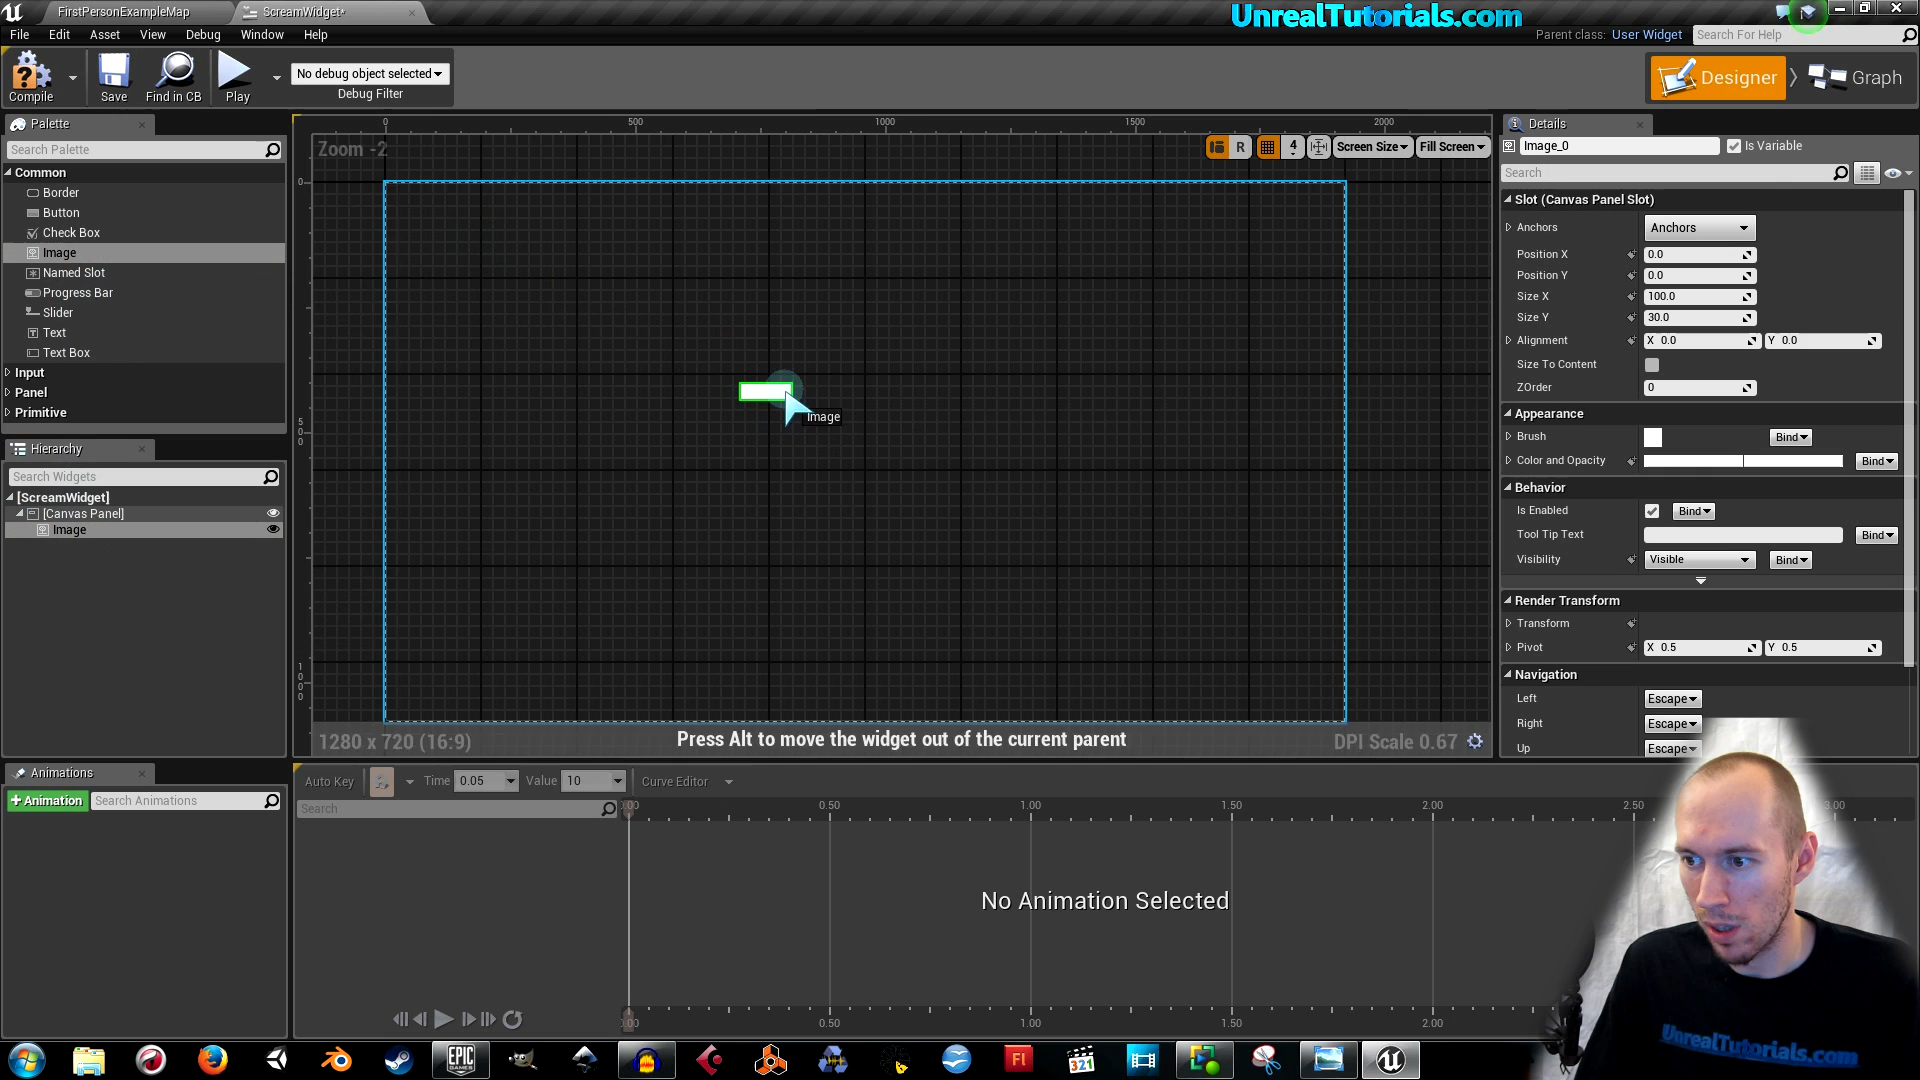 FirstPersonExampleMap
ScreamWidget*
UnrealTutorials.com
File Edit Asset View Debug Window Help
Parent class: User Widget
Search For Help
Compile
Save
Find in CB
Play
No debug object selected
Debug Filter
Designer
Graph
Palette
Search Palette
Common
Border
Button
Check Box
Image
Named Slot
Progress Bar
Slider
Text
Text Box
Input
Panel
Primitive
Hierarchy
Search Widgets
[ScreamWidget]
[Canvas Panel]
Image
Animations
+Animation
Search Animations
0 500 1000 1500 2000
0
500
1000
Zoom -2
R
4
Screen Size
Fill Screen
Image
1280 x 720 (16:9)
Press Alt to move the widget out of the current parent
DPI Scale 0.67
Auto Key
Time 0.05
Value 10
Curve Editor
Search
0.50 1.00 1.50 2.00 2.50 3.00
No Animation Selected
0.50 1.00 1.50 2.00
Details
Image_0
Is Variable
Search
Slot (Canvas Panel Slot)
Anchors Anchors
Position X 0.0
Position Y 0.0
Size X 100.0
Size Y 30.0
Alignment X 0.0 Y 0.0
Size To Content
ZOrder 0
Appearance
Brush Bind
Color and Opacity Bind
Behavior
Is Enabled Bind
Tool Tip Text Bind
Visibility Visible Bind
Render Transform
Transform
Pivot X 0.5 Y 0.5
Navigation
Left Escape
Right Escape
Up Escape
UnrealTutorials.com
EPIC
GAMES
Fl
321